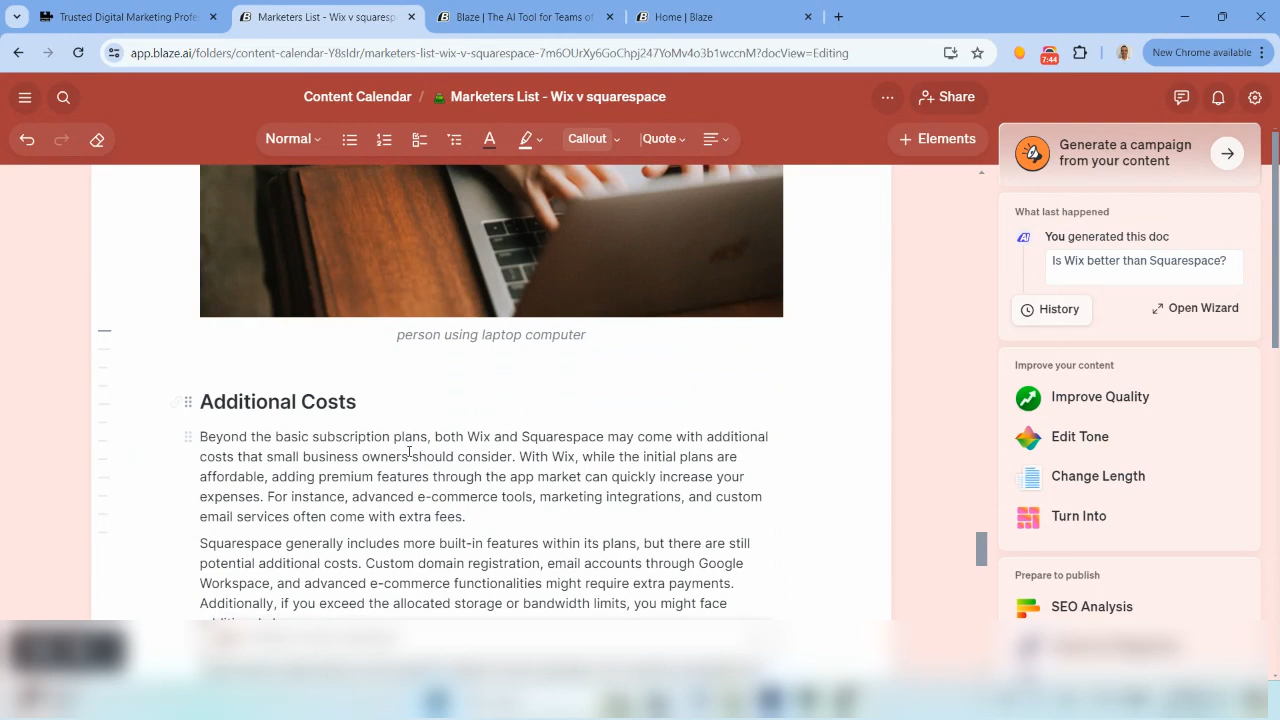 Trusted Digital Marketing Prof
Marketers List - Wix v squaresp
Blaze | The AI Tool for Teams of
Home | Blaze
app.blaze.ai/folders/content-calendar-Y8sIdr/marketers-list-wix-v-squarespace-7m6OUrXy6GoChpj247YoMv4o3b1wccnM?docView=Editing
7:44
New Chrome available
Content Calendar / Marketers List - Wix v squarespace
Share
Normal
Callout
Quote
+ Elements
Generate a campaign
from your content
What last happened
You generated this doc
Is Wix better than Squarespace?
History
Open Wizard
person using laptop computer
Improve your content
Improve Quality
Edit Tone
Change Length
Turn Into
Additional Costs
Beyond the basic subscription plans, both Wix and Squarespace may come with additional
costs that small business owners should consider. With Wix, while the initial plans are
affordable, adding premium features through the app market can quickly increase your
expenses. For instance, advanced e-commerce tools, marketing integrations, and custom
email services often come with extra fees.
Squarespace generally includes more built-in features within its plans, but there are still
potential additional costs. Custom domain registration, email accounts through Google
Workspace, and advanced e-commerce functionalities might require extra payments.
Additionally, if you exceed the allocated storage or bandwidth limits, you might face
Prepare to publish
SEO Analysis